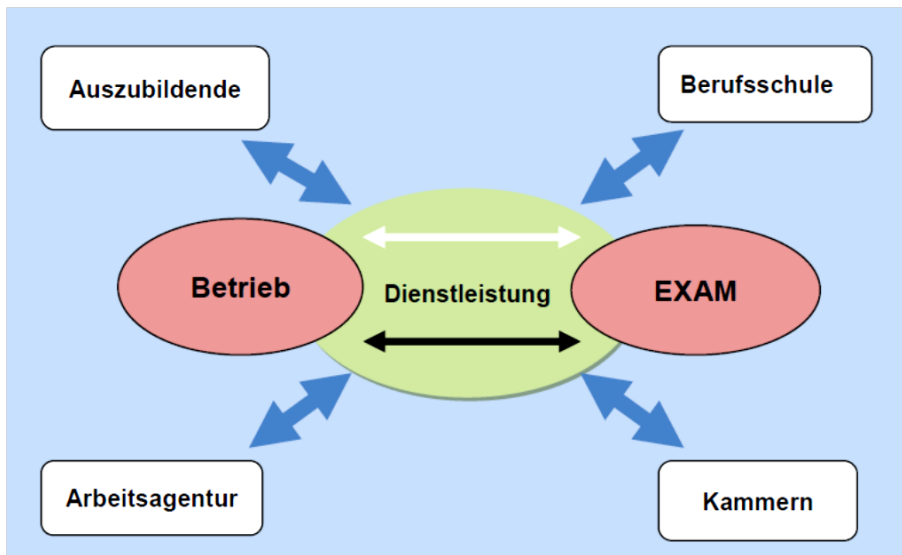 Auszubildende
Berufsschule
Betrieb
Dienstleistung
EXAM
Arbeitsagentur
Kammern